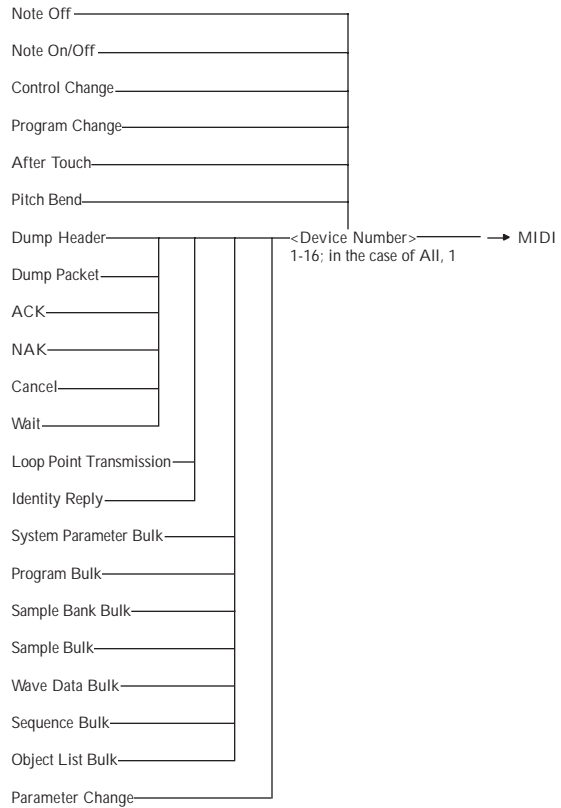 Note Off
Note On/Off
Control Change
Program Change
After Touch
Pitch Bend
Dump Header <Device Number> MIDI
1-16; in the case of All, 1
Dump Packet
ACK
NAK
Cancel
Wait
Loop Point Transmission
Identity Reply
System Parameter Bulk
Program Bulk
Sample Bank Bulk
Sample Bulk
Wave Data Bulk
Sequence Bulk
Object List Bulk
Parameter Change